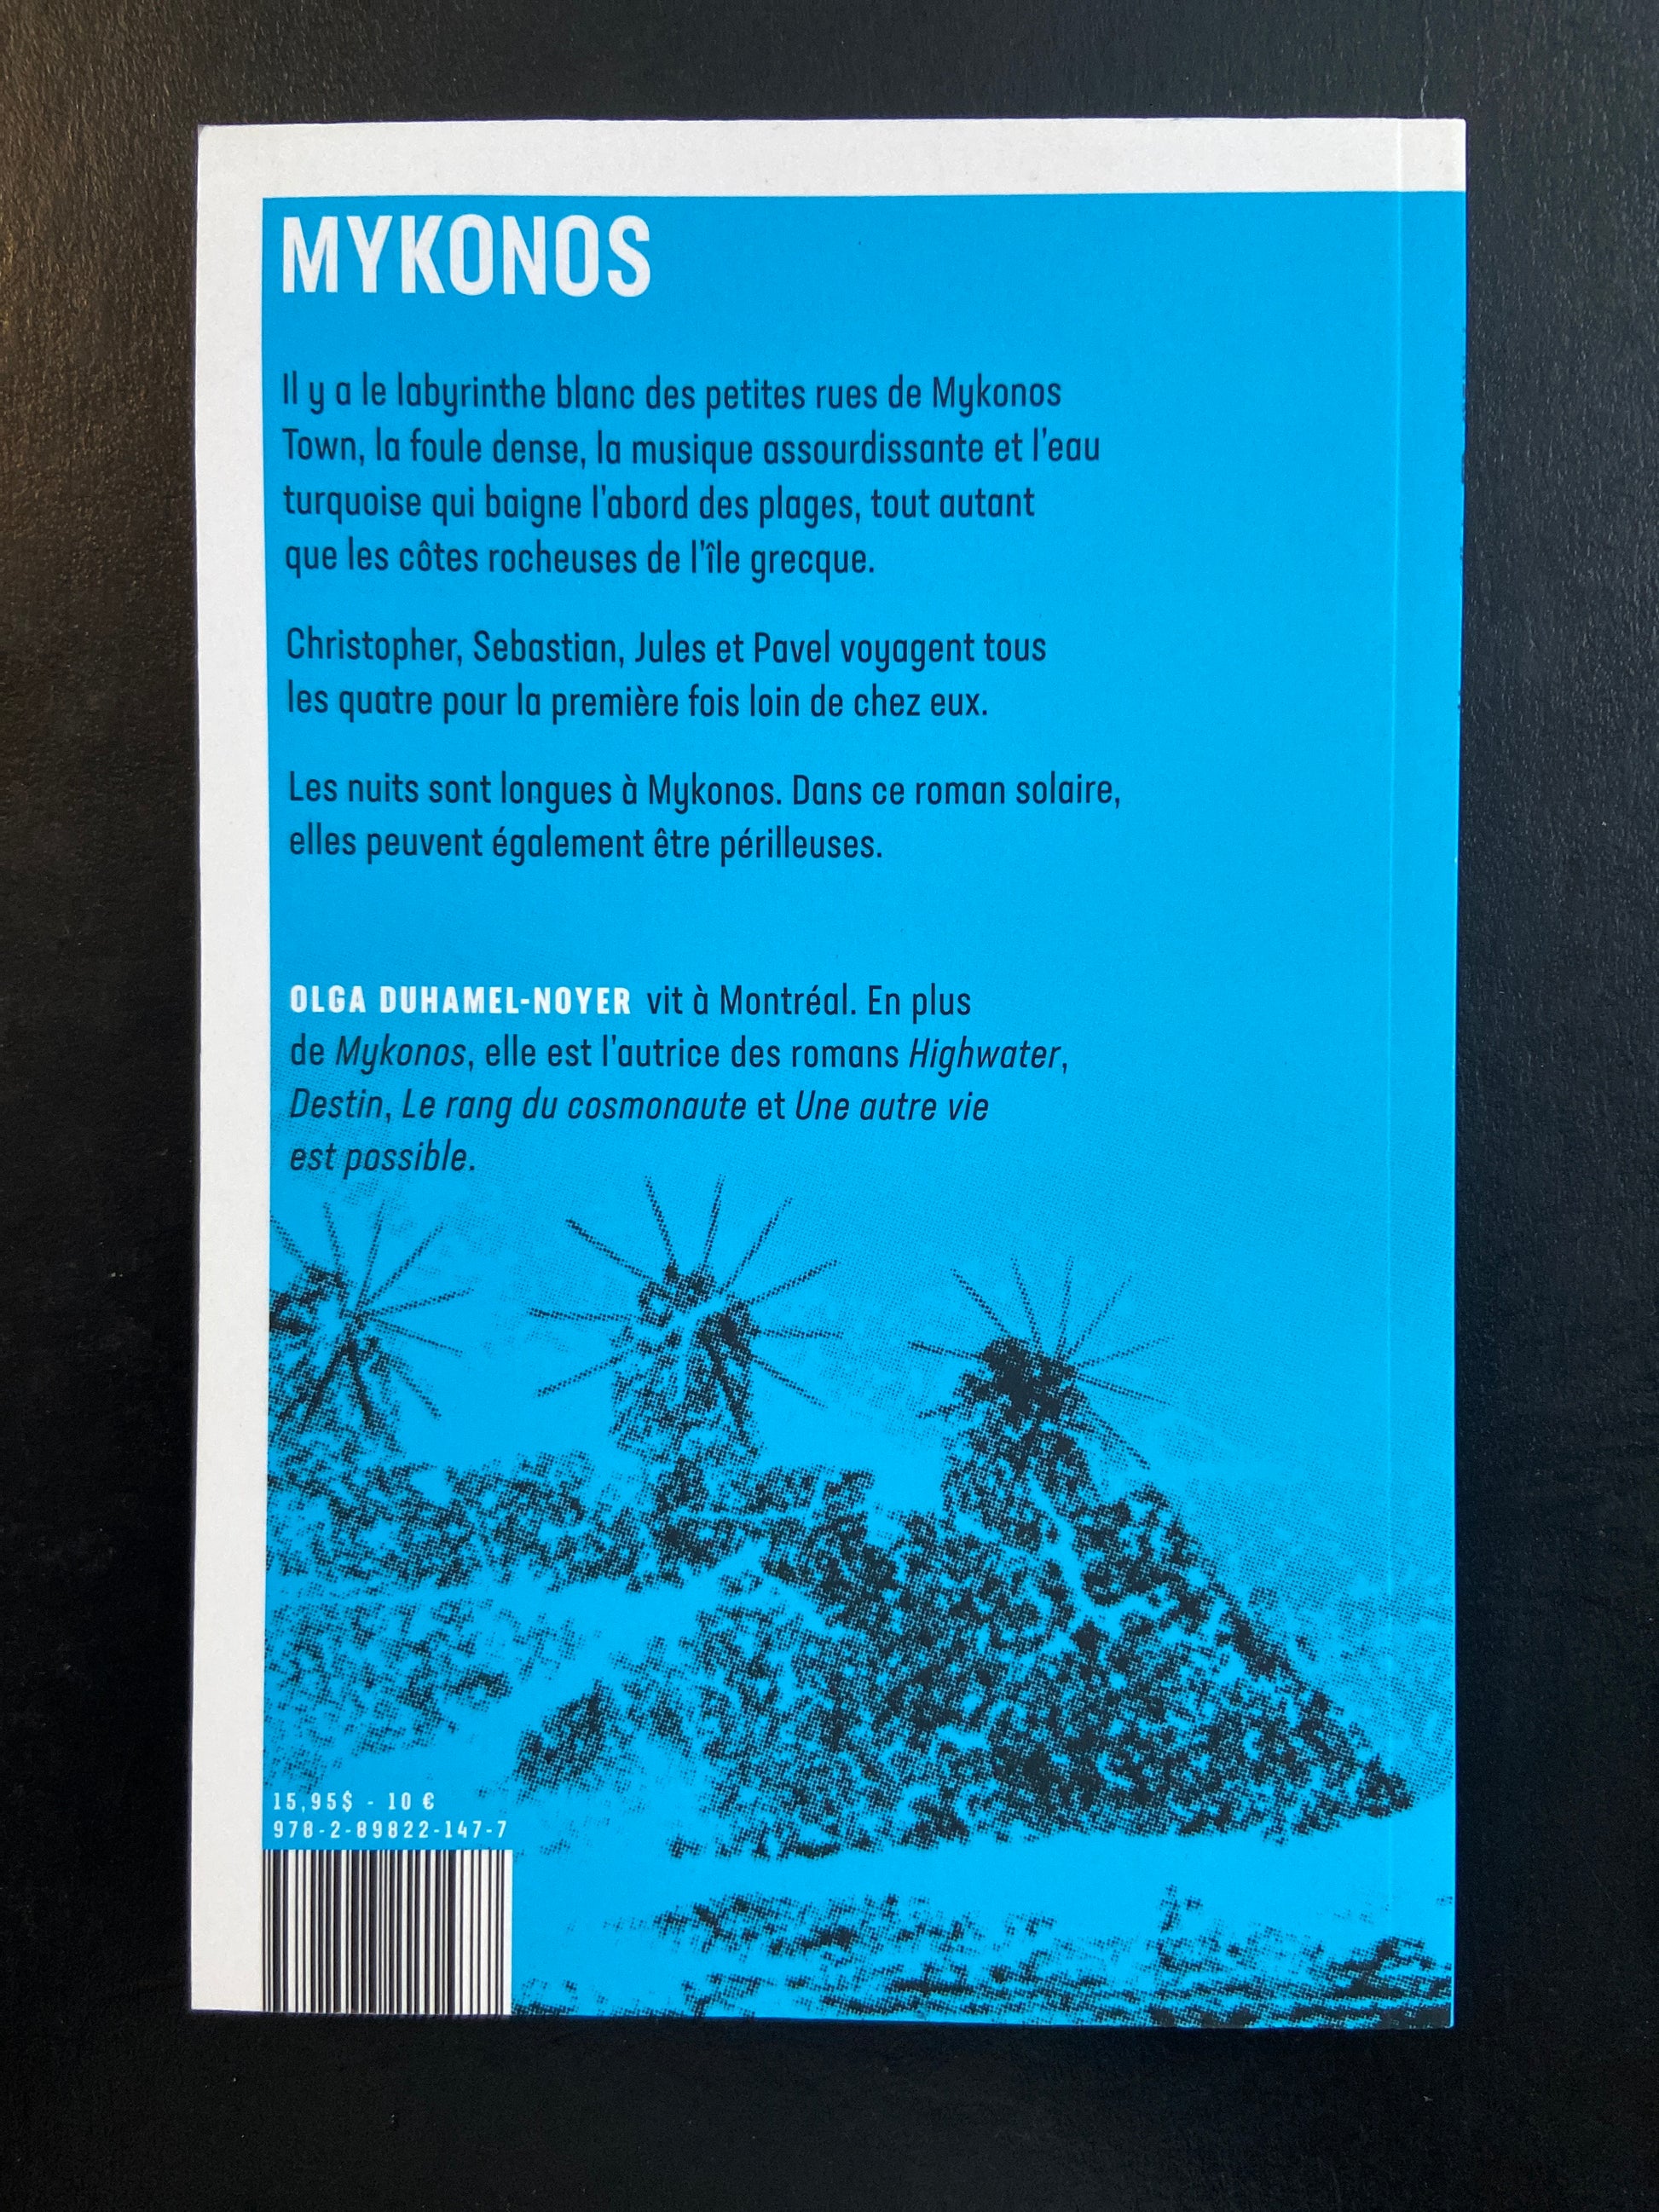 MYKONOS
Il y a le labyrinthe blanc des petites rues de Mykonos
Town, la foule dense, la musique assourdissante et l'eau
turquoise qui baigne l'abord des plages, tout autant
que les côtes rocheuses de l'île grecque.
Christopher, Sebastian, Jules et Pavel voyagent tous
les quatre pour la première fois loin de chez eux.
Les nuits sont longues à Mykonos. Dans ce roman solaire,
elles peuvent également être périlleuses.
OLGA DUHAMEL-NOYER vit à Montréal. En plus
de Mykonos, elle est l'autrice des romans Highwater,
Destin, Le rang du cosmonaute et Une autre vie
est possible.
15,95$ - 10 €
978-2-89822-147-7